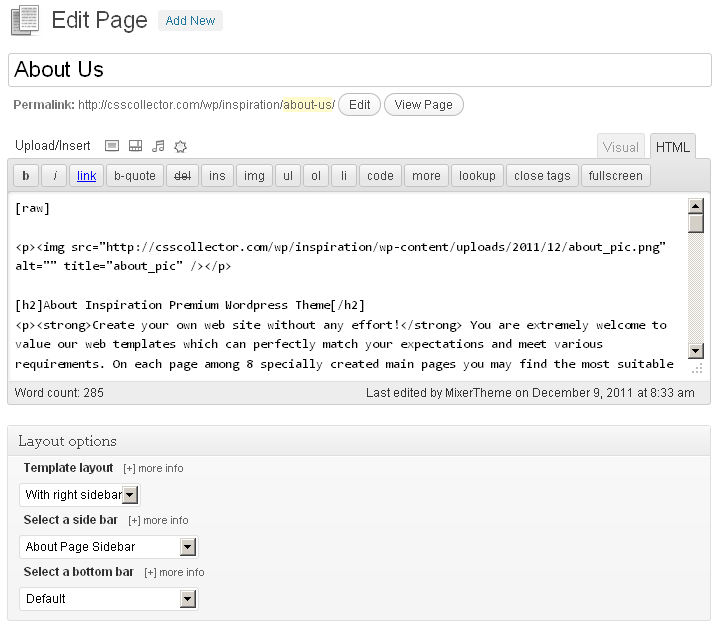 Edit Page Add New
About Us
Permalink: http://csscollector.com/wp/inspiration/about-us/ Edit View Page
Upload/Insert Visual HTML
b i link b-quote del ins img ul ol li code more lookup close tags fullscreen
[raw]
<p><img src="http://csscollector.com/wp/inspiration/wp-content/uploads/2011/12/about_pic.png"
alt="" title="about_pic" /></p>
[h2]About Inspiration Premium Wordpress Theme[/h2]
<p><strong>Create your own web site without any effort!</strong> You are extremely welcome to
value our web templates which can perfectly match your expectations and meet various
requirements. On each page among 8 specially created main pages you may find the most suitable
Word count: 285 Last edited by MixerTheme on December 9, 2011 at 8:33 am
Layout options
Template layout [+] more info
With right sidebar
Select a side bar [+] more info
About Page Sidebar
Select a bottom bar [+] more info
Default